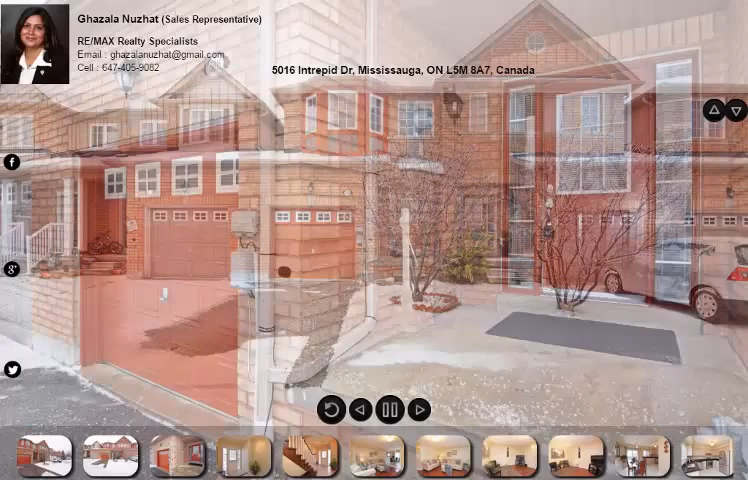 Ghazala Nuzhat (Sales Representative)
RE/MAX Realty Specialists
Email : ghazalanuzhat@gmail.com
Cell : 647-405-9082
5016 Intrepid Dr, Mississauga, ON L5M 8A7, Canada